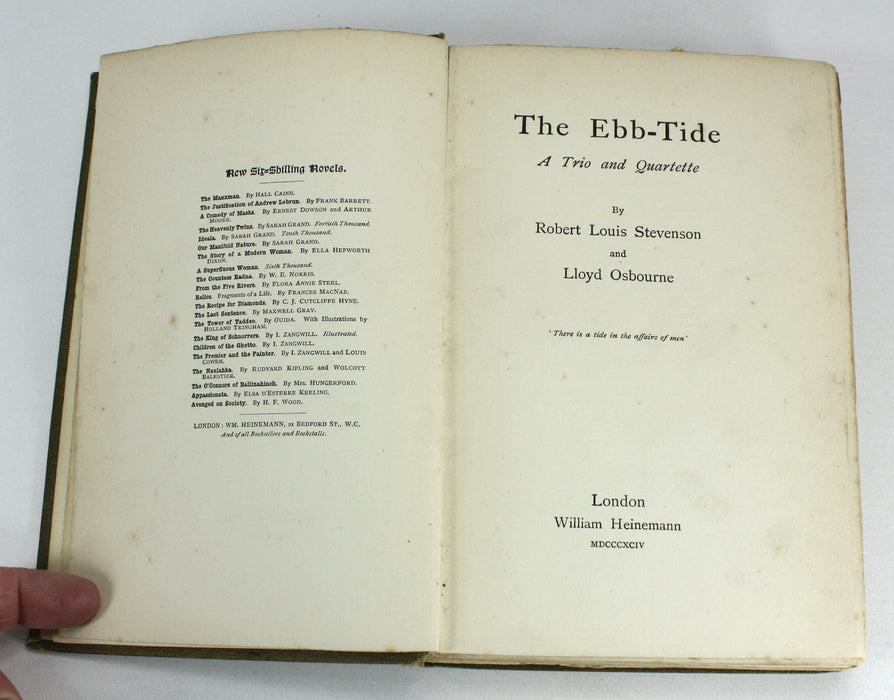 New Six-Shilling Novels.
The Manxman. By HALL CAINE.
The Justification of Andrew Lebrun. By FRANK BARRETT.
A Comedy of Masks. By ERNEST DOWSON and ARTHUR
MOORE.
The Heavenly Twins. By SARAH GRAND. Fortieth Thousand.
Ideala. By SARAH GRAND. Tenth Thousand.
Our Manifold Nature. By SARAH GRAND.
The Story of a Modern Woman. By ELLA HEPWORTH
DIXON.
A Superfluous Woman. Sixth Thousand.
The Countess Radna. By W. E. NORRIS.
From the Five Rivers. By FLORA ANNIE STEEL.
Relics. Fragments of a Life. By FRANCES MACNAB.
The Recipe for Diamonds. By C. J. CUTCLIFFE HYNE.
The Last Sentence. By MAXWELL GRAY.
The Tower of Taddeo. By OUIDA. With Illustrations by
HOLLAND TRINGHAM.
The King of Schnorrers. By I. ZANGWILL. Illustrated.
Children of the Ghetto. By I. ZANGWILL.
The Premier and the Painter. By I. ZANGWILL and LOUIS
COWEN.
The Naulahka. By RUDYARD KIPLING and WOLCOTT
BALESTIER.
The O'Connors of Ballinahinch. By MRS. HUNGERFORD.
Appassionata. By ELSA D'ESTERRE KEELING.
Avenged on Society. By H. F. WOOD.
LONDON: WM. HEINEMANN, 21 BEDFORD ST., W.C.
And of all Booksellers and Bookstalls.
The Ebb-Tide
A Trio and Quartette
By
Robert Louis Stevenson
and
Lloyd Osbourne
'There is a tide in the affairs of men'
London
William Heinemann
MDCCCXCIV